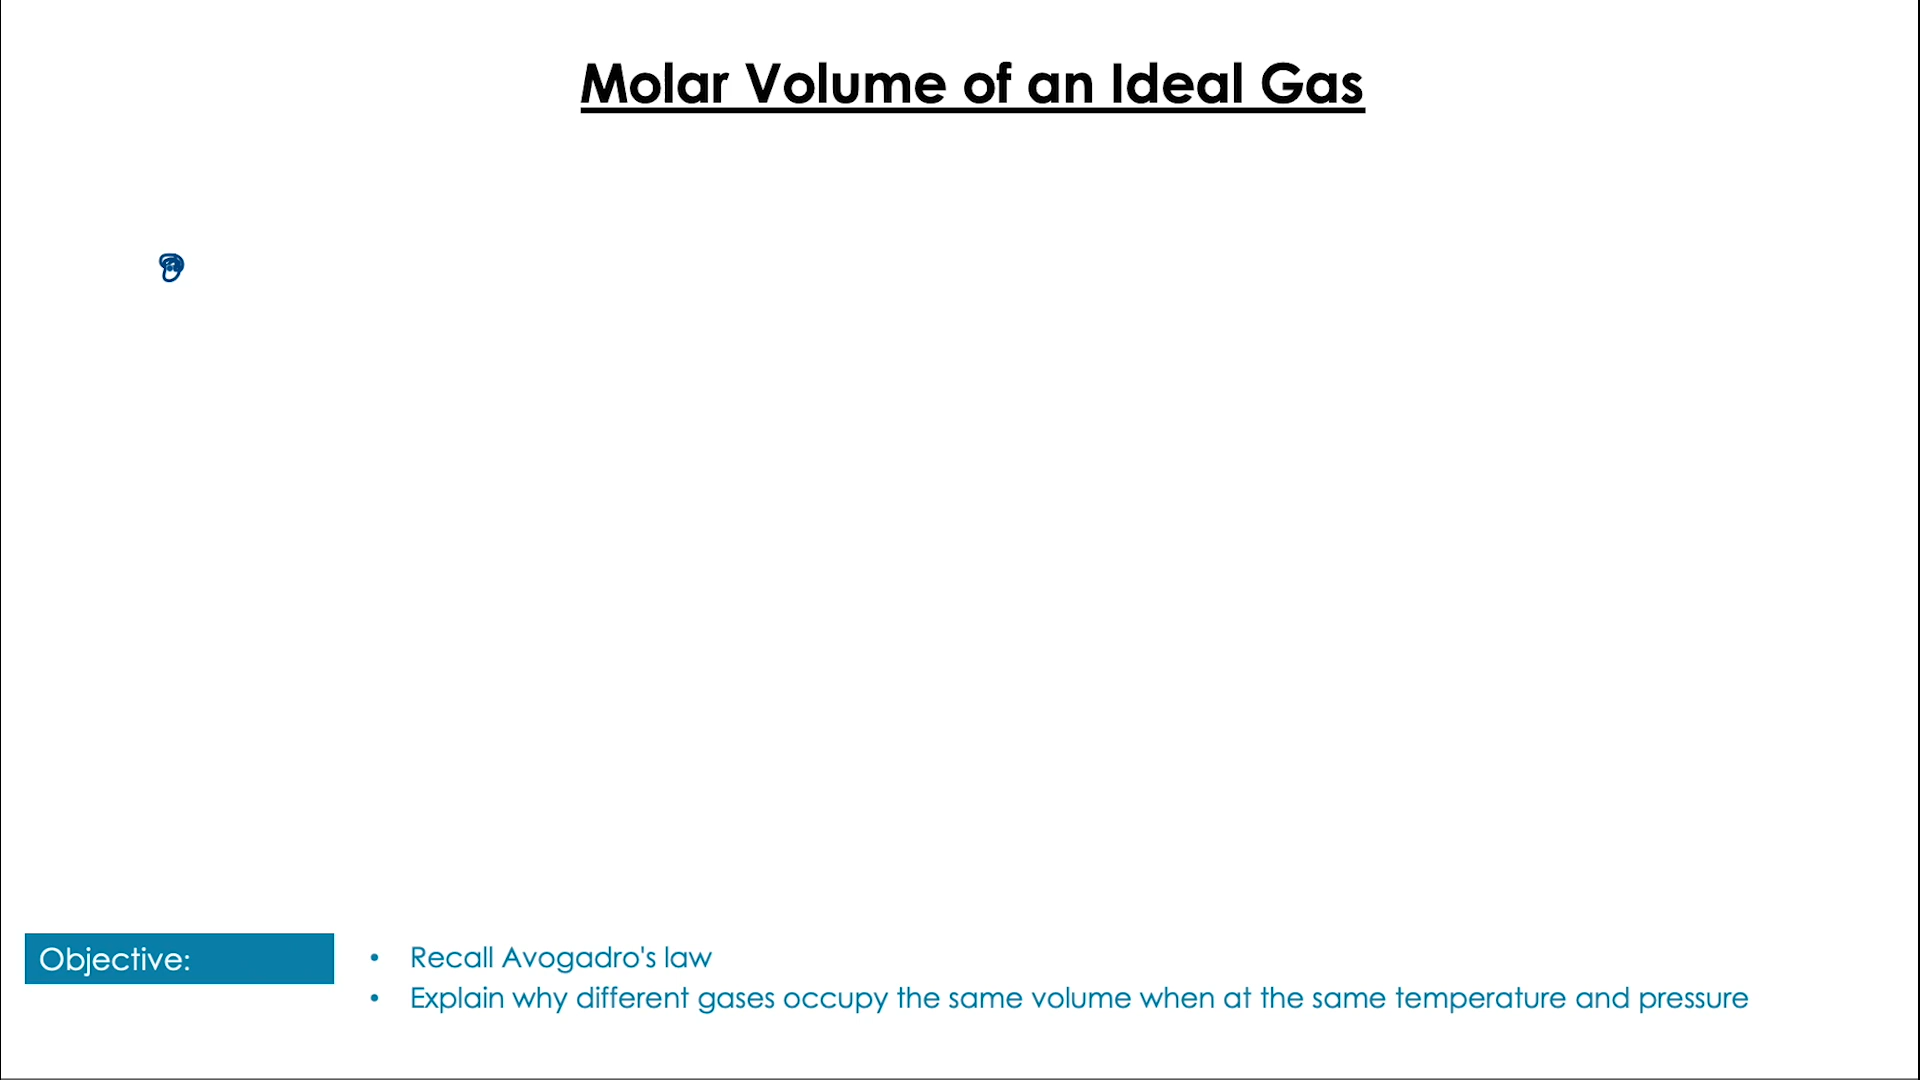 Molar Volume of an Ideal Gas
Objective:
• Recall Avogadro's law
• Explain why different gases occupy the same volume when at the same temperature and pressure